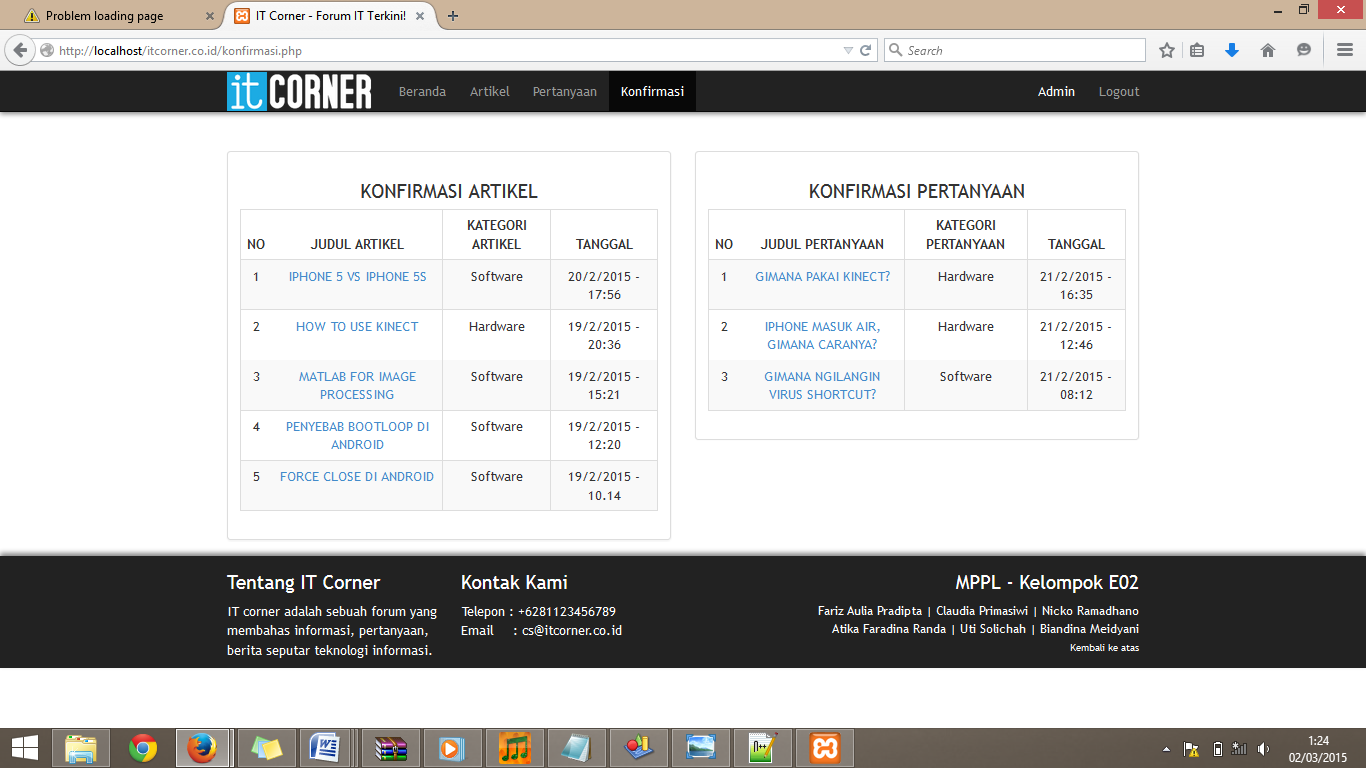 Problem loading page
IT Corner - Forum IT Terkini!
http://localhost/itcorner.co.id/konfirmasi.php
Search
it CORNER
Beranda
Artikel
Pertanyaan
Konfirmasi
Admin
Logout
KONFIRMASI ARTIKEL
NO JUDUL ARTIKEL KATEGORI ARTIKEL TANGGAL
1 IPHONE 5 VS IPHONE 5S Software 20/2/2015 - 17:56
2 HOW TO USE KINECT Hardware 19/2/2015 - 20:36
3 MATLAB FOR IMAGE PROCESSING Software 19/2/2015 - 15:21
4 PENYEBAB BOOTLOOP DI ANDROID Software 19/2/2015 - 12:20
5 FORCE CLOSE DI ANDROID Software 19/2/2015 - 10.14
KONFIRMASI PERTANYAAN
NO JUDUL PERTANYAAN KATEGORI PERTANYAAN TANGGAL
1 GIMANA PAKAI KINECT? Hardware 21/2/2015 - 16:35
2 IPHONE MASUK AIR, GIMANA CARANYA? Hardware 21/2/2015 - 12:46
3 GIMANA NGILANGIN VIRUS SHORTCUT? Software 21/2/2015 - 08:12
Tentang IT Corner
IT corner adalah sebuah forum yang
membahas informasi, pertanyaan,
berita seputar teknologi informasi.
Kontak Kami
Telepon : +6281123456789
Email : cs@itcorner.co.id
MPPL - Kelompok E02
Fariz Aulia Pradipta | Claudia Primasiwi | Nicko Ramadhano
Atika Faradina Randa | Uti Solichah | Biandina Meidyani
Kembali ke atas
1:24
02/03/2015